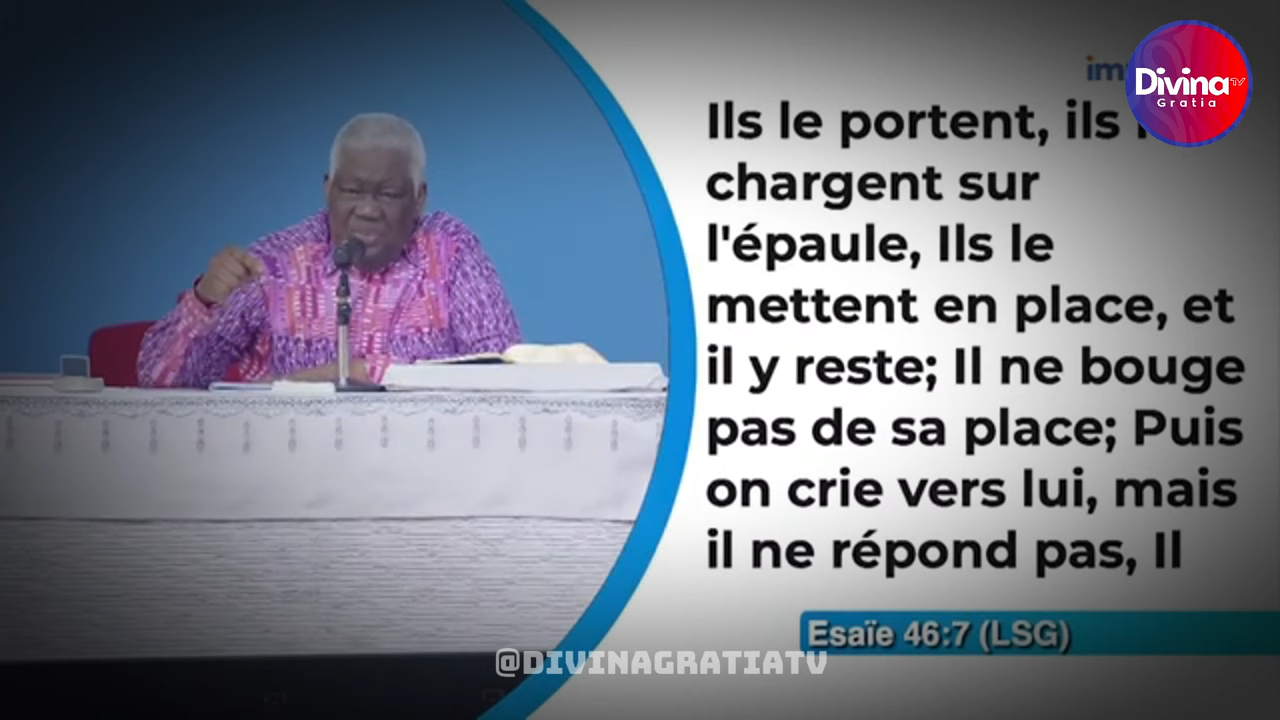 Divina TV
Gratia
Ils le portent, ils
chargent sur
l'épaule, Ils le
mettent en place, et
il y reste; Il ne bouge
pas de sa place; Puis
on crie vers lui, mais
il ne répond pas, Il
Esaïe 46:7 (LSG)
@DIVINAGRATIATV